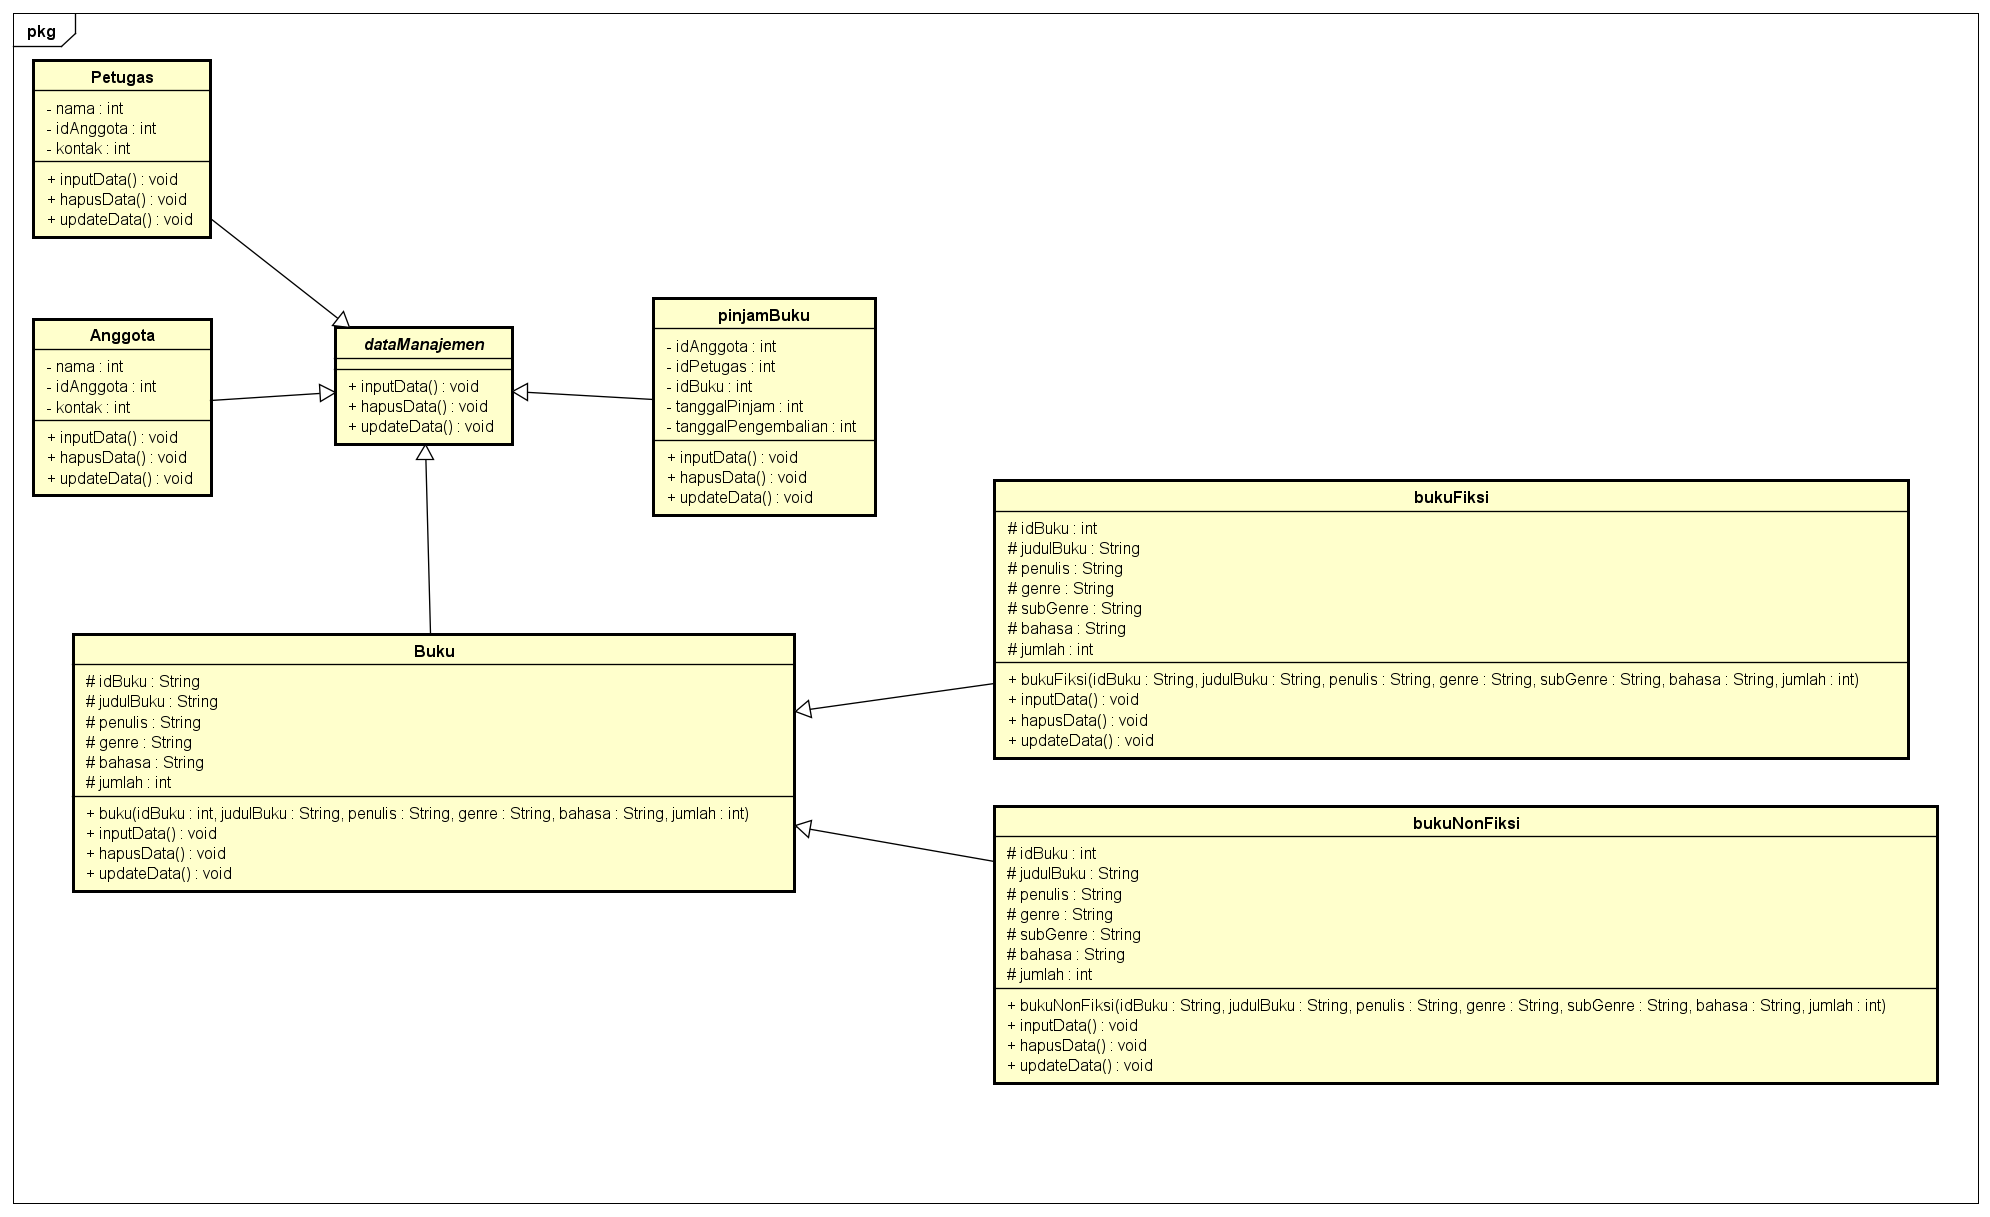 pkg
Petugas
- nama : int
- idAnggota : int
- kontak : int
+ inputData() : void
+ hapusData() : void
+ updateData() : void
Anggota
- nama : int
- idAnggota : int
- kontak : int
+ inputData() : void
+ hapusData() : void
+ updateData() : void
dataManajemen
+ inputData() : void
+ hapusData() : void
+ updateData() : void
pinjamBuku
- idAnggota : int
- idPetugas : int
- idBuku : int
- tanggalPinjam : int
- tanggalPengembalian : int
+ inputData() : void
+ hapusData() : void
+ updateData() : void
Buku
# idBuku : String
# judulBuku : String
# penulis : String
# genre : String
# bahasa : String
# jumlah : int
+ buku(idBuku : int, judulBuku : String, penulis : String, genre : String, bahasa : String, jumlah : int)
+ inputData() : void
+ hapusData() : void
+ updateData() : void
bukuFiksi
# idBuku : int
# judulBuku : String
# penulis : String
# genre : String
# subGenre : String
# bahasa : String
# jumlah : int
+ bukuFiksi(idBuku : String, judulBuku : String, penulis : String, genre : String, subGenre : String, bahasa : String, jumlah : int)
+ inputData() : void
+ hapusData() : void
+ updateData() : void
bukuNonFiksi
# idBuku : int
# judulBuku : String
# penulis : String
# genre : String
# subGenre : String
# bahasa : String
# jumlah : int
+ bukuNonFiksi(idBuku : String, judulBuku : String, penulis : String, genre : String, subGenre : String, bahasa : String, jumlah : int)
+ inputData() : void
+ hapusData() : void
+ updateData() : void